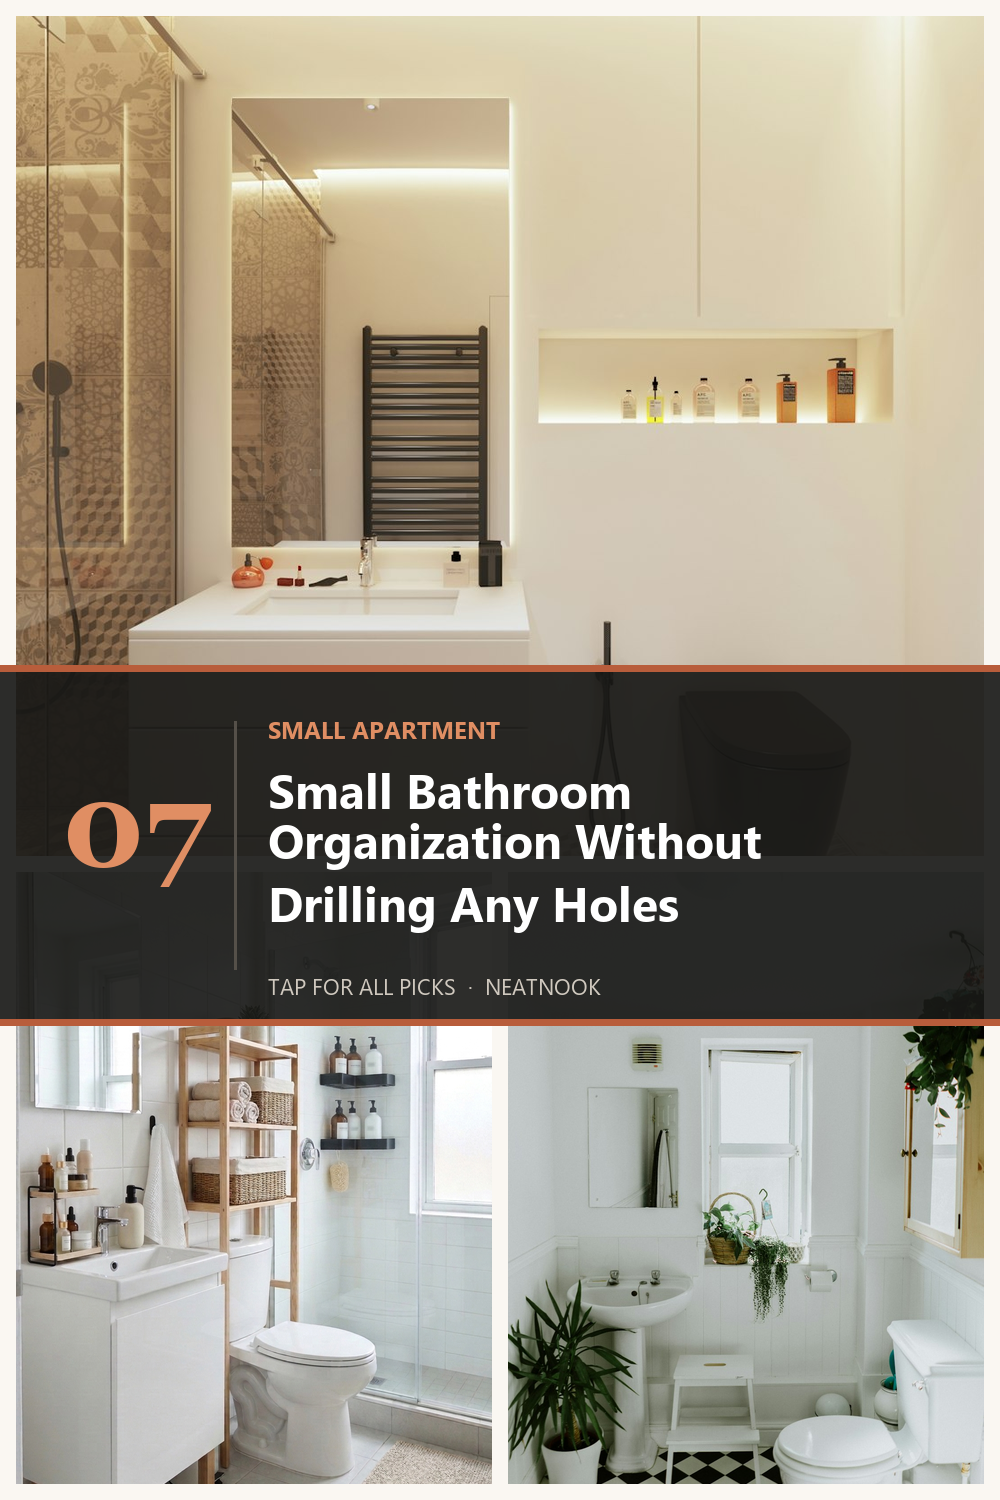 SMALL APARTMENT
07
Small Bathroom
Organization Without
Drilling Any Holes
TAP FOR ALL PICKS · NEATNOOK